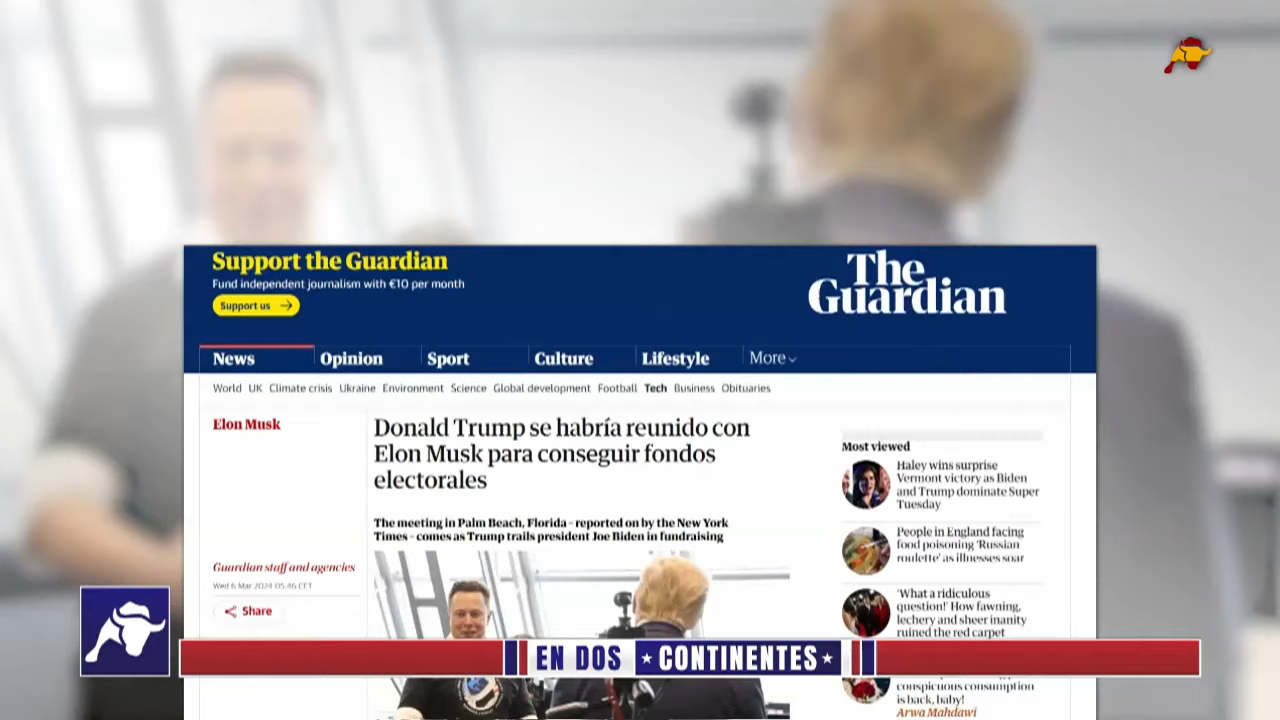 Support the Guardian
Fund independent journalism with €10 per month
Support us
The
Guardian
News
Opinion
Sport
Culture
Lifestyle
More
World UK Climate crisis Ukraine Environment Science Global development Football Tech Business Obituaries
Elon Musk
Donald Trump se habría reunido con
Elon Musk para conseguir fondos
electorales
The meeting in Palm Beach, Florida – reported on by the New York
Times – comes as Trump trails president Joe Biden in fundraising
Guardian staff and agencies
Wed 6 Mar 2024 05.46 CET
Share
Most viewed
Haley wins surprise
Vermont victory as Biden
and Trump dominate Super
Tuesday
People in England facing
food poisoning ‘Russian
roulette’ as illnesses soar
‘What a ridiculous
question!’ How fawning,
lechery and sheer inanity
ruined the red carpet
conspicuous consumption
is back, baby!
Arwa Mahdawi
EN DOS CONTINENTES